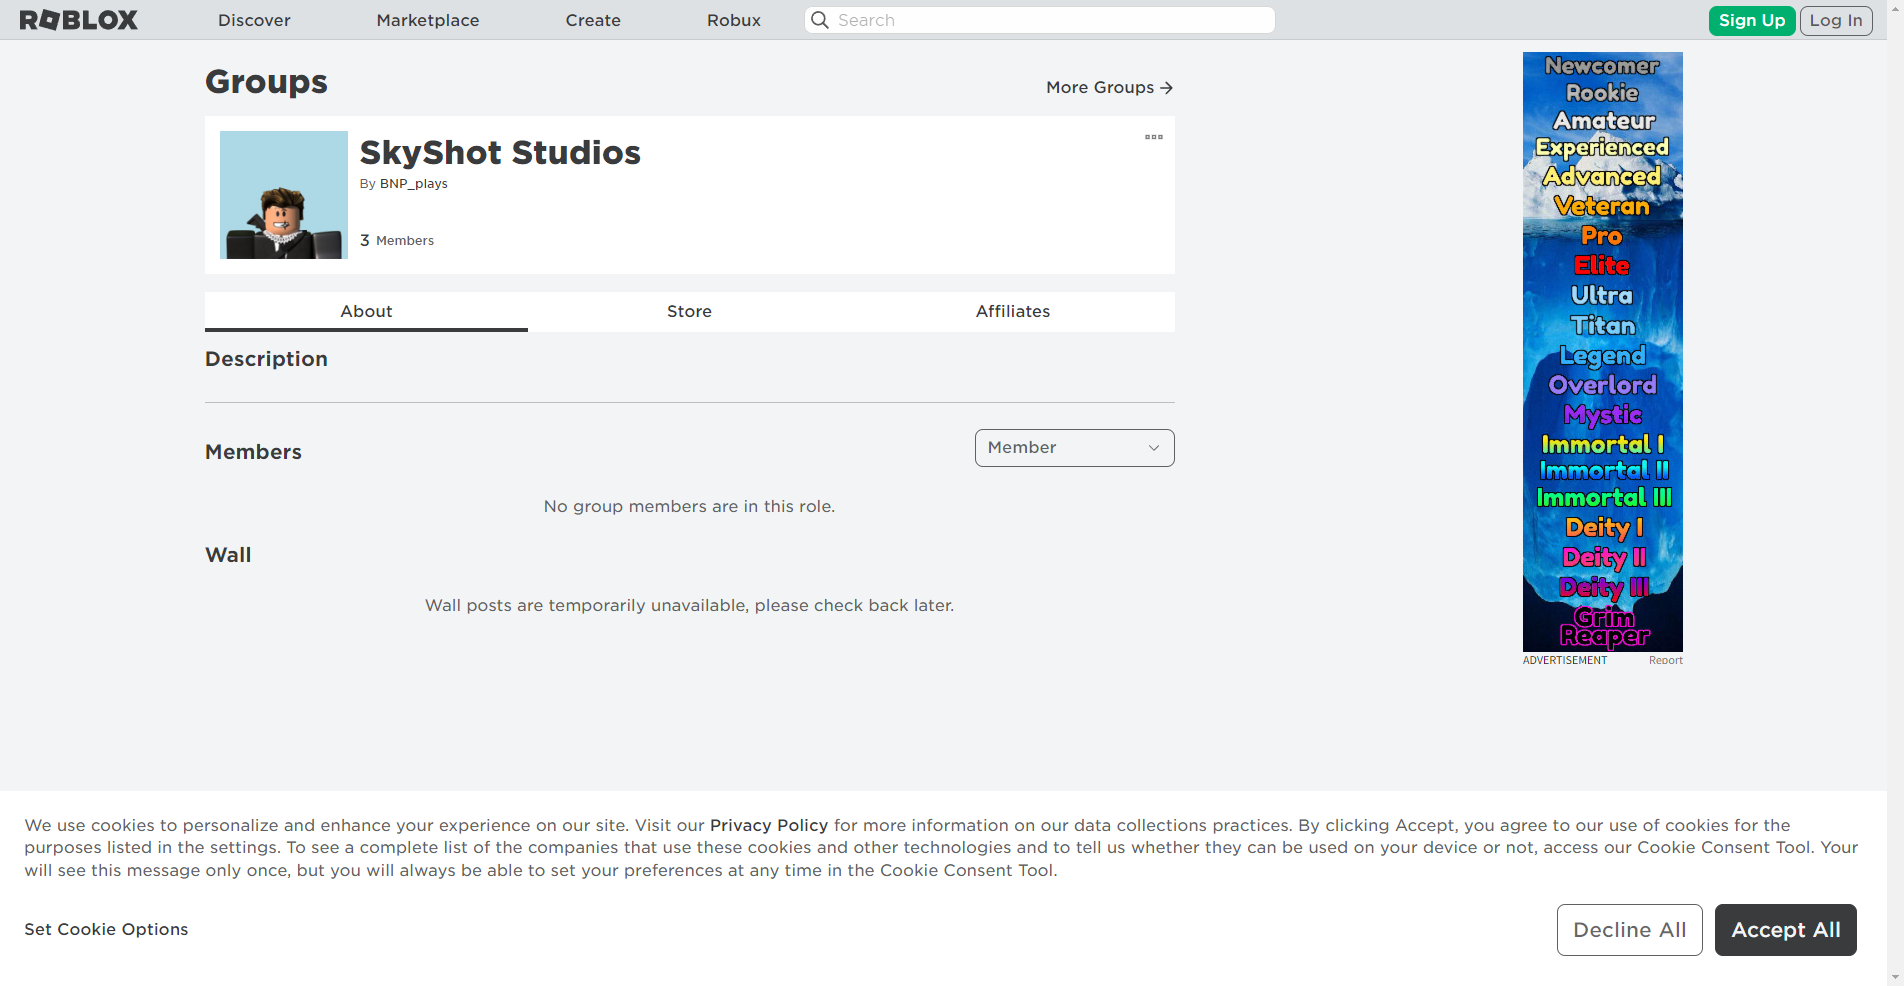 ROBLOX
Discover
Marketplace
Create
Robux
Search
Sign Up
Log In
Groups
More Groups
SkyShot Studios
By BNP_plays
3 Members
About
Store
Affiliates
Description
Members
Member
No group members are in this role.
Wall
Wall posts are temporarily unavailable, please check back later.
Newcomer
Rookie
Amateur
Experienced
Advanced
Veteran
Pro
Elite
Ultra
Titan
Legend
Overlord
Mystic
Immortal I
Immortal II
Immortal III
Deity I
Deity II
Deity III
Grim
Reaper
ADVERTISEMENT
Report
We use cookies to personalize and enhance your experience on our site. Visit our Privacy Policy for more information on our data collections practices. By clicking Accept, you agree to our use of cookies for the
purposes listed in the settings. To see a complete list of the companies that use these cookies and other technologies and to tell us whether they can be used on your device or not, access our Cookie Consent Tool. Your
will see this message only once, but you will always be able to set your preferences at any time in the Cookie Consent Tool.
Set Cookie Options
Decline All
Accept All